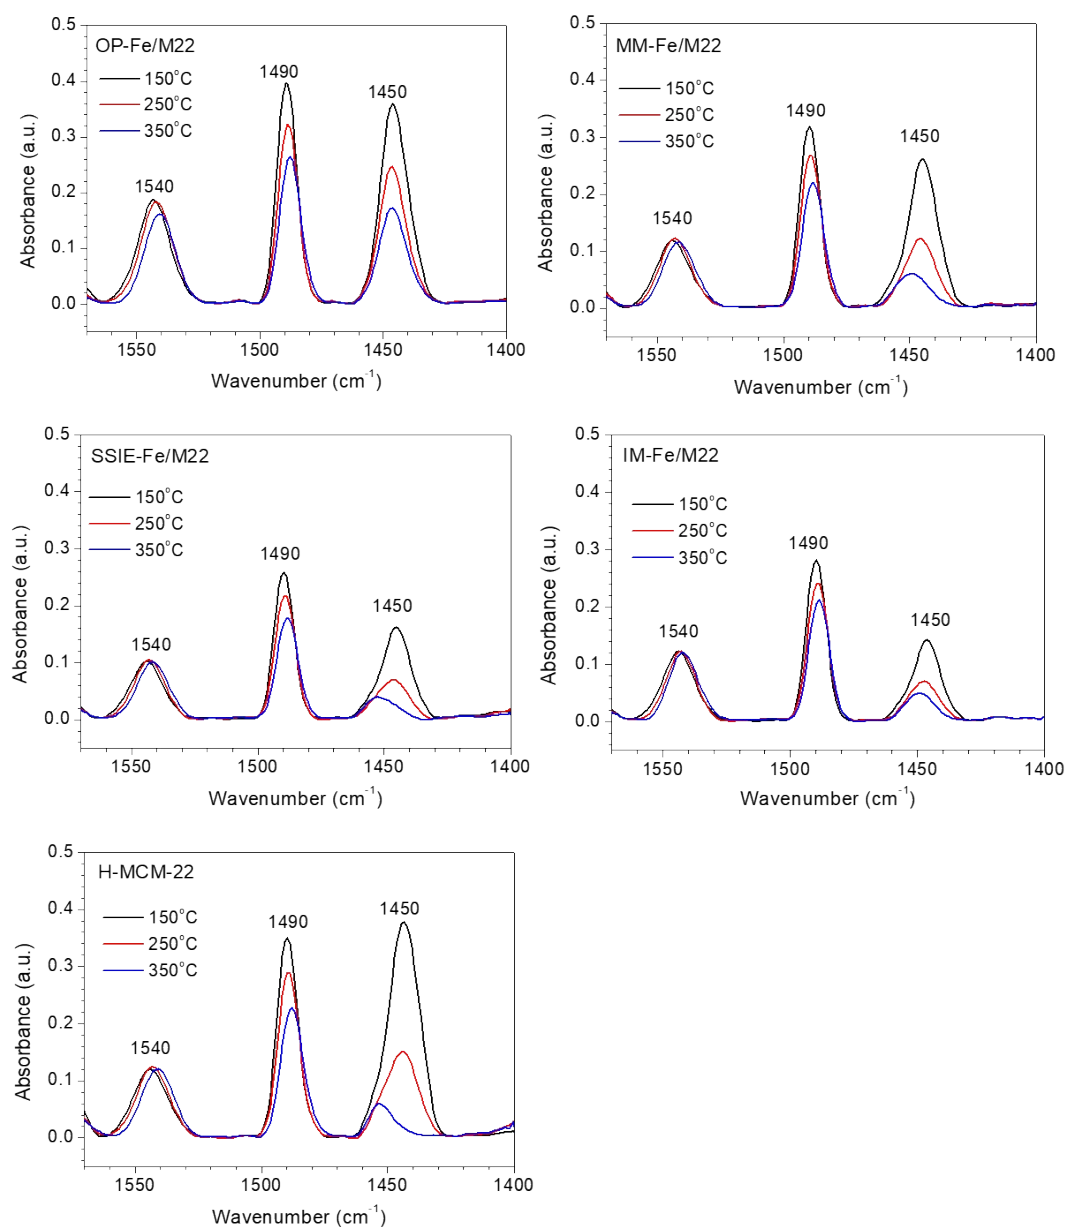 OP-Fe/M22
150°C
250°C
350°C
1540
1490
1450
0.5
0.4
0.3
0.2
0.1
0.0
Absorbance (a.u.)
1550
1500
1450
1400
Wavenumber (cm⁻¹)
MM-Fe/M22
150°C
250°C
350°C
1540
1490
1450
0.5
0.4
0.3
0.2
0.1
0.0
Absorbance (a.u.)
1550
1500
1450
1400
Wavenumber (cm⁻¹)
SSIE-Fe/M22
150°C
250°C
350°C
1540
1490
1450
0.5
0.4
0.3
0.2
0.1
0.0
Absorbance (a.u.)
1550
1500
1450
1400
Wavenumber (cm⁻¹)
IM-Fe/M22
150°C
250°C
350°C
1540
1490
1450
0.5
0.4
0.3
0.2
0.1
0.0
Absorbance (a.u.)
1550
1500
1450
1400
Wavenumber (cm⁻¹)
H-MCM-22
150°C
250°C
350°C
1540
1490
1450
0.5
0.4
0.3
0.2
0.1
0.0
Absorbance (a.u.)
1550
1500
1450
1400
Wavenumber (cm⁻¹)